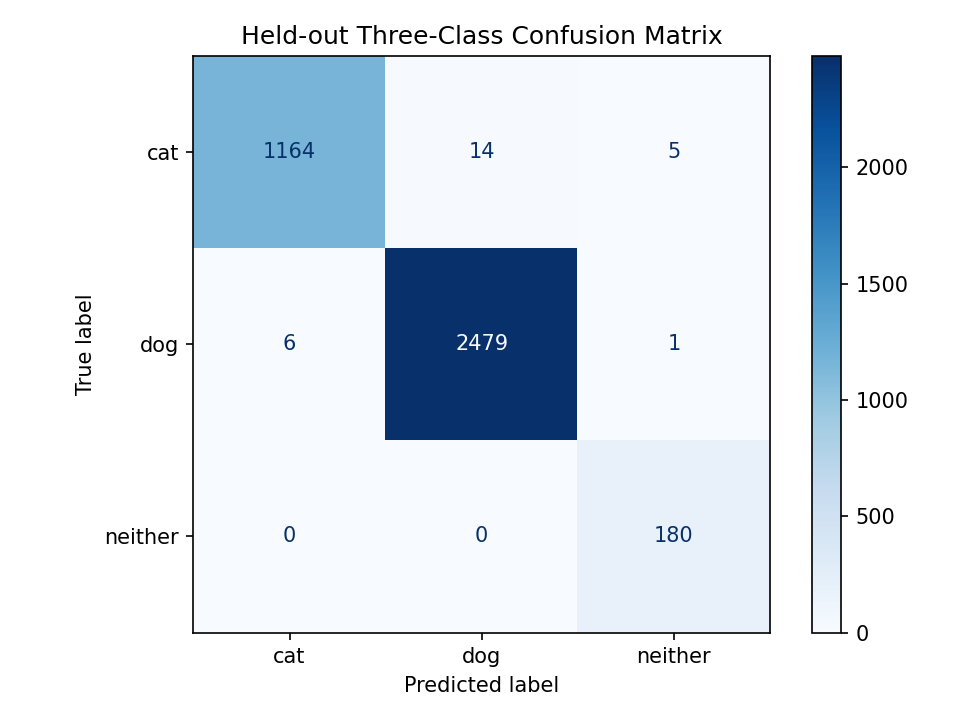 Held-out Three-Class Confusion Matrix
True label
cat
1164 14 5
dog
6 2479 1
neither
0 0 180
cat dog neither
Predicted label
2000
1500
1000
500
0